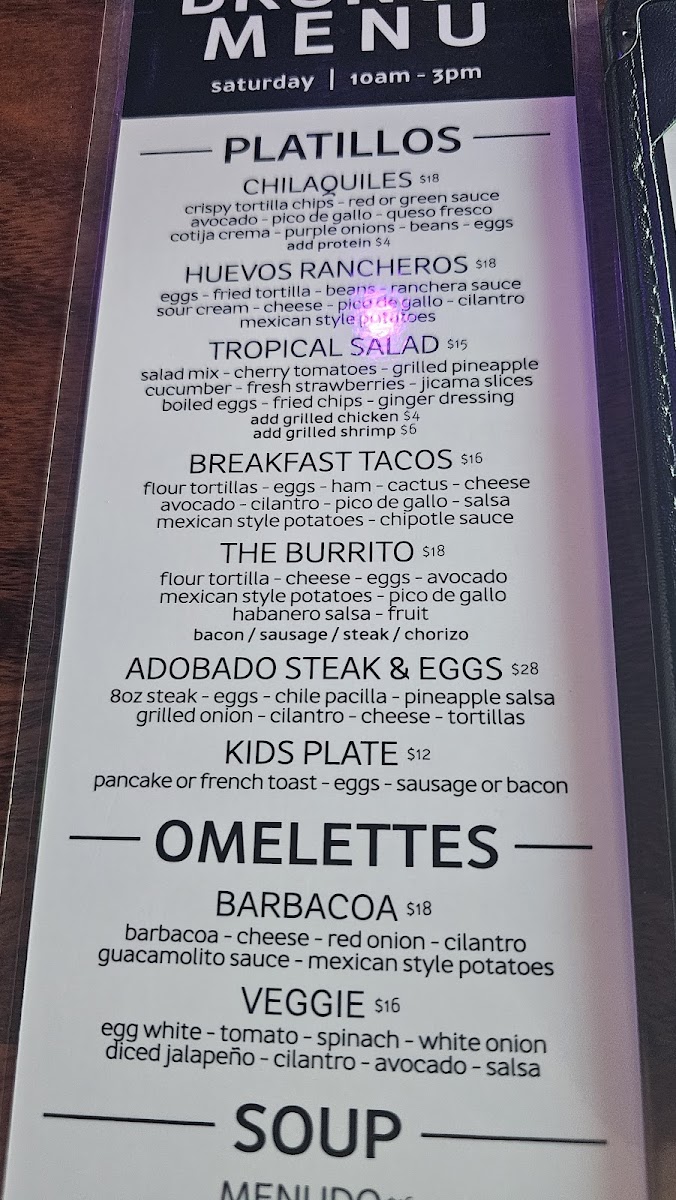 MENU
saturday | 10am - 3pm
PLATILLOS
CHILAQUILES $18
crispy tortilla chips - red or green sauce
avocado - pico de gallo - queso fresco
cotija crema - purple onions - beans - eggs
add protein $4
HUEVOS RANCHEROS $18
eggs - fried tortilla - beans - ranchera sauce
sour cream - cheese - pico de gallo - cilantro
mexican style potatoes
TROPICAL SALAD $15
salad mix - cherry tomatoes - grilled pineapple
cucumber - fresh strawberries - jicama slices
boiled eggs - fried chips - ginger dressing
add grilled chicken $4
add grilled shrimp $6
BREAKFAST TACOS $16
flour tortillas - eggs - ham - cactus - cheese
avocado - cilantro - pico de gallo - salsa
mexican style potatoes - chipotle sauce
THE BURRITO $18
flour tortilla - cheese - eggs - avocado
mexican style potatoes - pico de gallo
habanero salsa - fruit
bacon / sausage / steak / chorizo
ADOBADO STEAK & EGGS $28
8oz steak - eggs - chile pacilla - pineapple salsa
grilled onion - cilantro - cheese - tortillas
KIDS PLATE $12
pancake or french toast - eggs - sausage or bacon
OMELETTES
BARBACOA $18
barbacoa - cheese - red onion - cilantro
guacamolito sauce - mexican style potatoes
VEGGIE $16
egg white - tomato - spinach - white onion
diced jalapeño - cilantro - avocado - salsa
SOUP
MENUDO